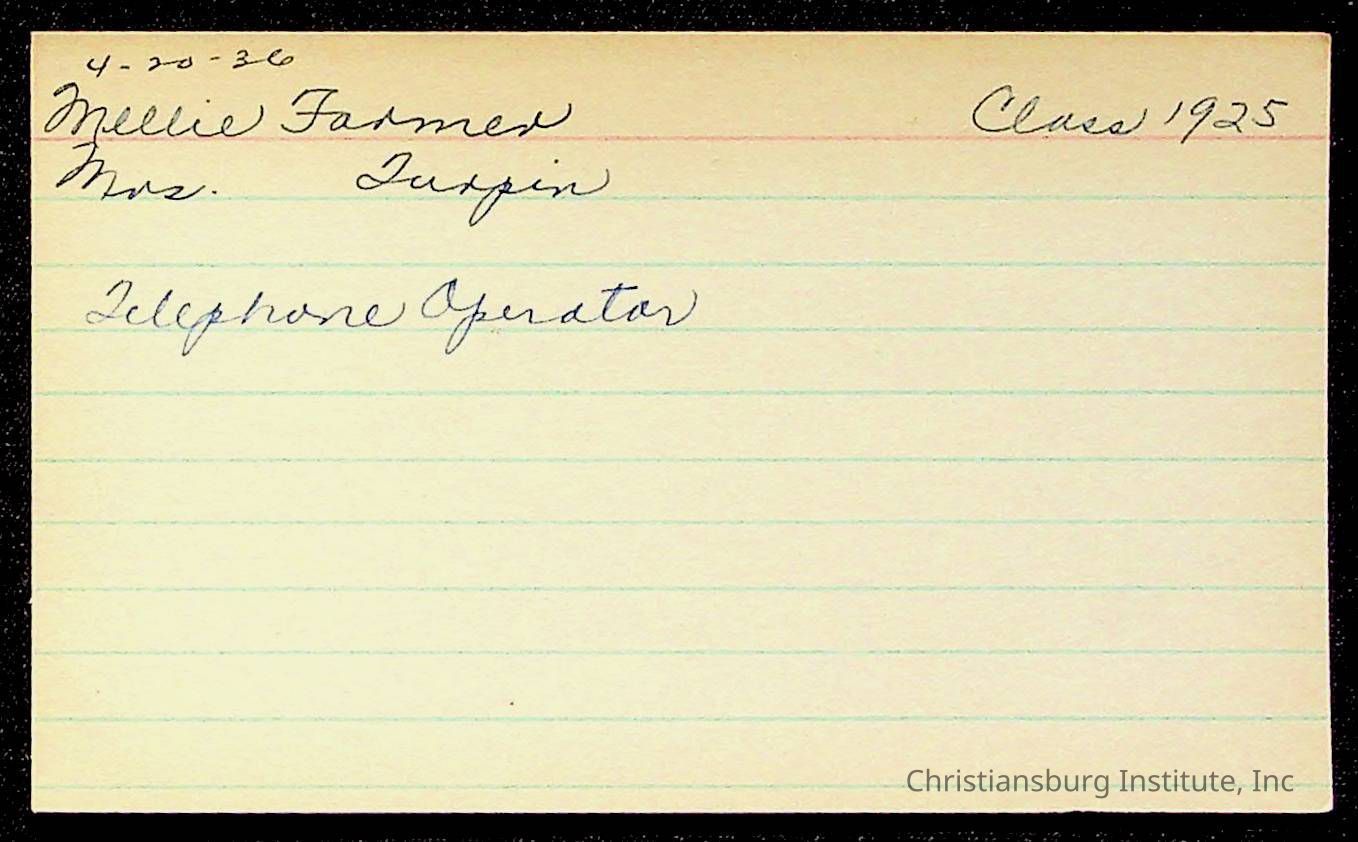 4-20-36
Mellie Farmer Class 1925
Mrs. Turpin
Telephone Operator
Christiansburg Institute, Inc